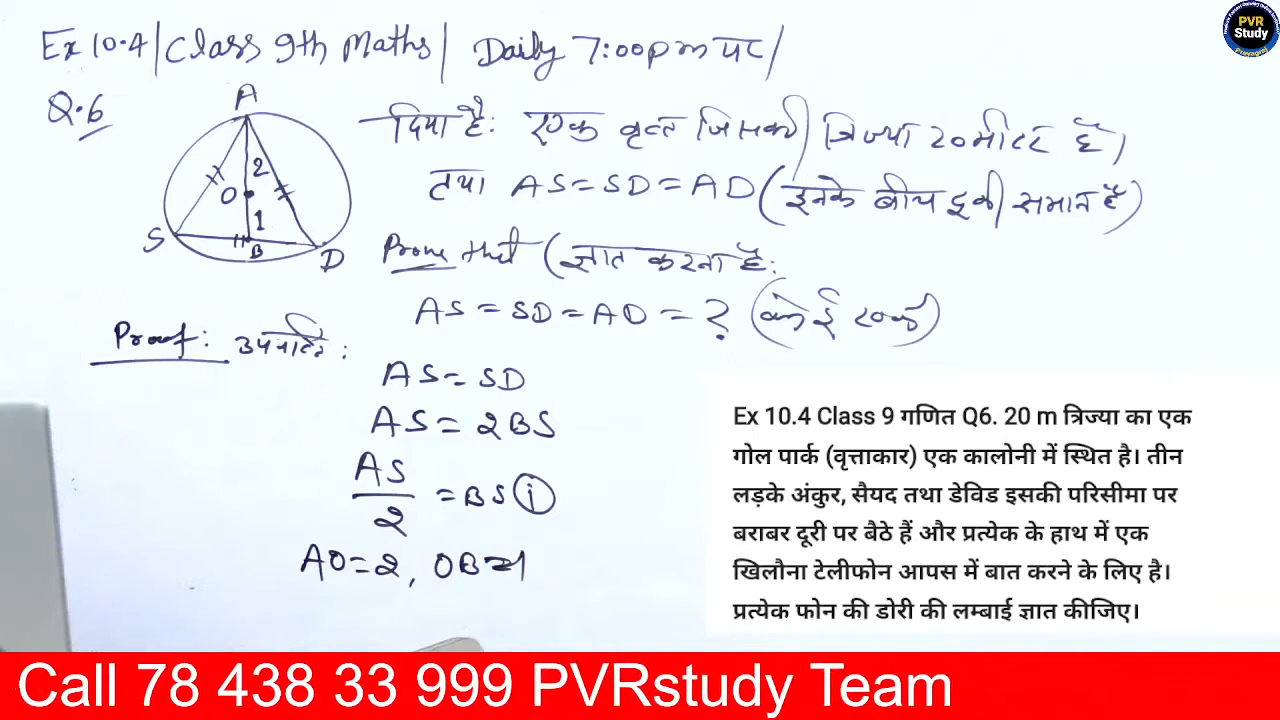 Ex 10.4 | Class 9th Maths | Daily 7:00pm पर |
PVR
Study
Prayagraj
Q.6
A
2
O
1
S
B
D
दिया है: एक वृत्त जिसकी त्रिज्या 20 मीटर है।
तथा AS = SD = AD (इनके बीच दूरी समान है)
Prove that (ज्ञात करना है:
AS = SD = AD = ? (कोई
Proof: उपपत्ति:
AS = SD
AS = 2BS
AS/2 = BS (i)
AO = 2, OB = 1
Ex 10.4 Class 9 गणित Q6. 20 m त्रिज्या का एक
गोल पार्क (वृत्ताकार) एक कालोनी में स्थित है। तीन
लड़के अंकुर, सैयद तथा डेविड इसकी परिसीमा पर
बराबर दूरी पर बैठे हैं और प्रत्येक के हाथ में एक
खिलौना टेलीफोन आपस में बात करने के लिए है।
प्रत्येक फोन की डोरी की लम्बाई ज्ञात कीजिए।
Call 78 438 33 999 PVRstudy Team